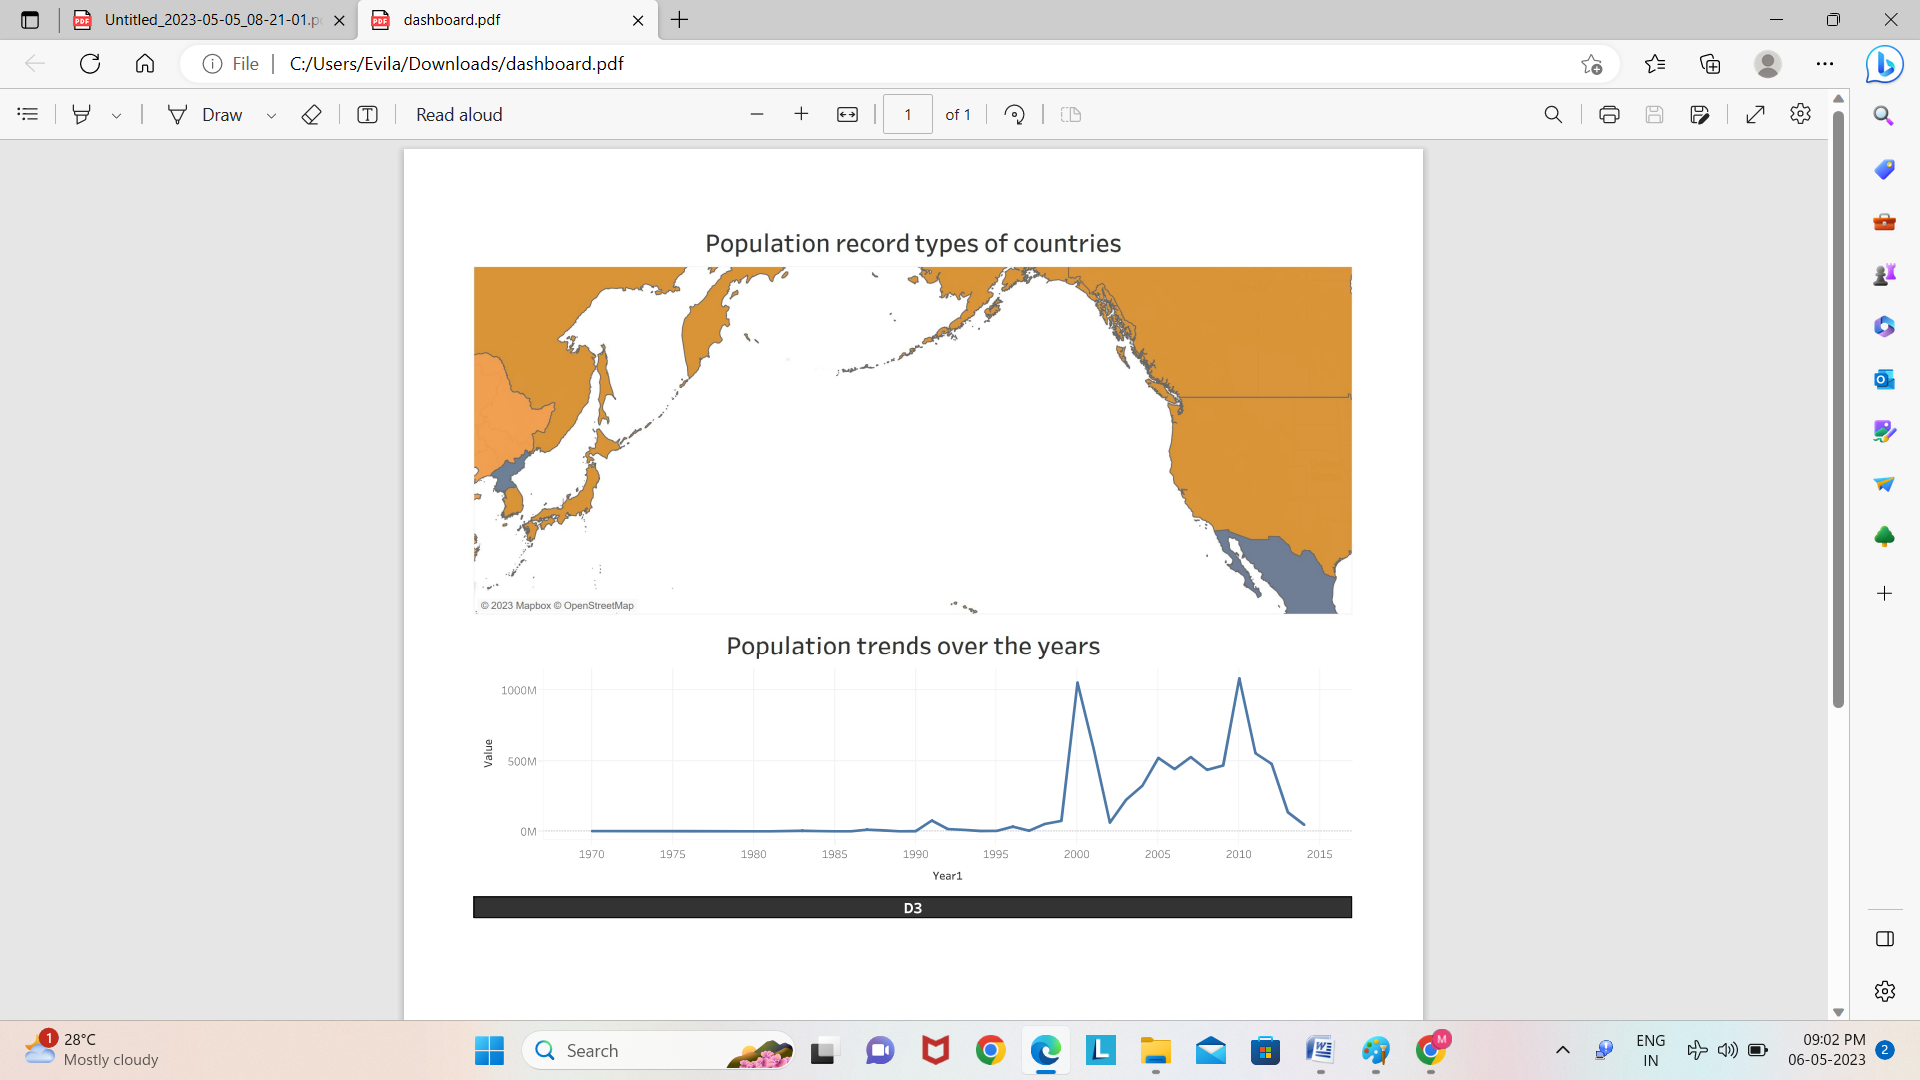 Untitled_2023-05-05_08-21-01.p
dashboard.pdf
File
C:/Users/Evila/Downloads/dashboard.pdf
Draw
Read aloud
1
of 1
Population record types of countries
© 2023 Mapbox © OpenStreetMap
Population trends over the years
1000M
500M
0M
Value
1970 1975 1980 1985 1990 1995 2000 2005 2010 2015
Year1
D3
1
28°C
Mostly cloudy
Search
M
ENG
IN
09:02 PM
06-05-2023
2